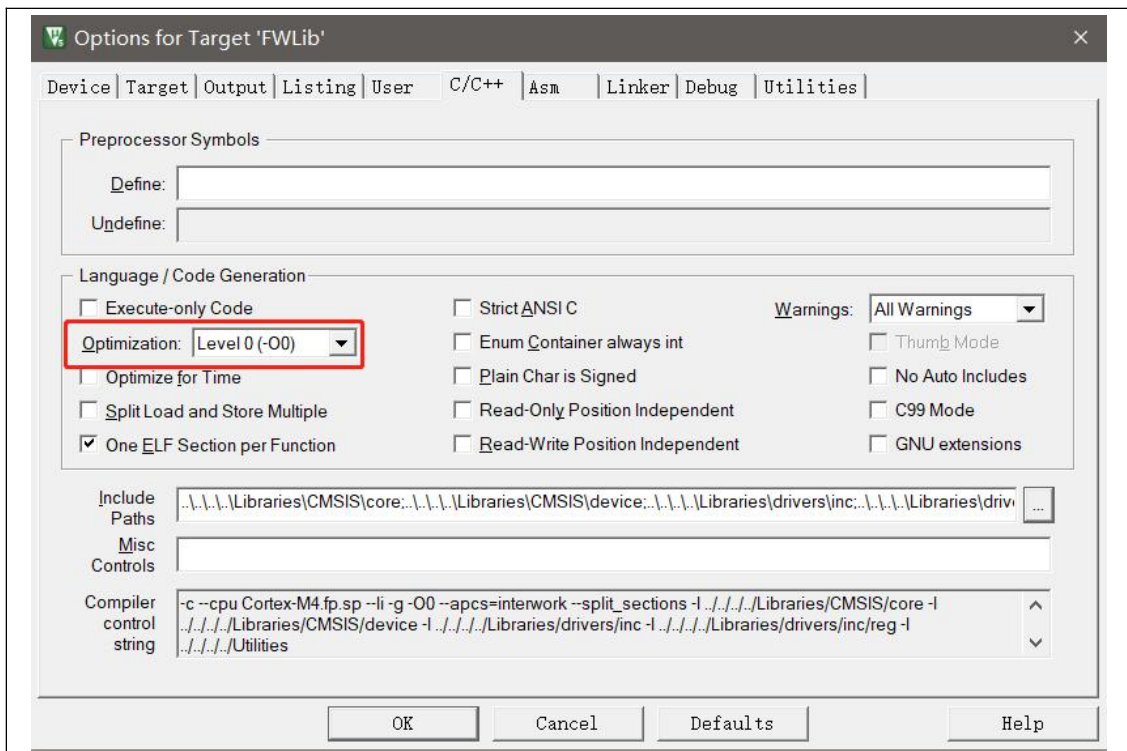 Options for Target 'FWLib'
Device Target Output Listing User C/C++ Asm Linker Debug Utilities
Preprocessor Symbols
Define:
Undefine:
Language / Code Generation
Execute-only Code
Strict ANSI C
Warnings: All Warnings
Optimization: Level 0 (-O0)
Enum Container always int
Thumb Mode
Optimize for Time
Plain Char is Signed
No Auto Includes
Split Load and Store Multiple
Read-Only Position Independent
C99 Mode
One ELF Section per Function
Read-Write Position Independent
GNU extensions
Include Paths
..\..\..\..\Libraries\CMSIS\core;..\..\..\..\Libraries\CMSIS\device;..\..\..\..\Libraries\drivers\inc;..\..\..\..\Libraries\drive
...
Misc Controls
Compiler control string
-c --cpu Cortex-M4.fp.sp --li -g -O0 --apcs=interwork --split_sections -I ../../../../Libraries/CMSIS/core -I
../../../../Libraries/CMSIS/device -I ../../../../Libraries/drivers/inc -I ../../../../Libraries/drivers/inc/reg -I
../../../../Utilities
OK Cancel Defaults Help